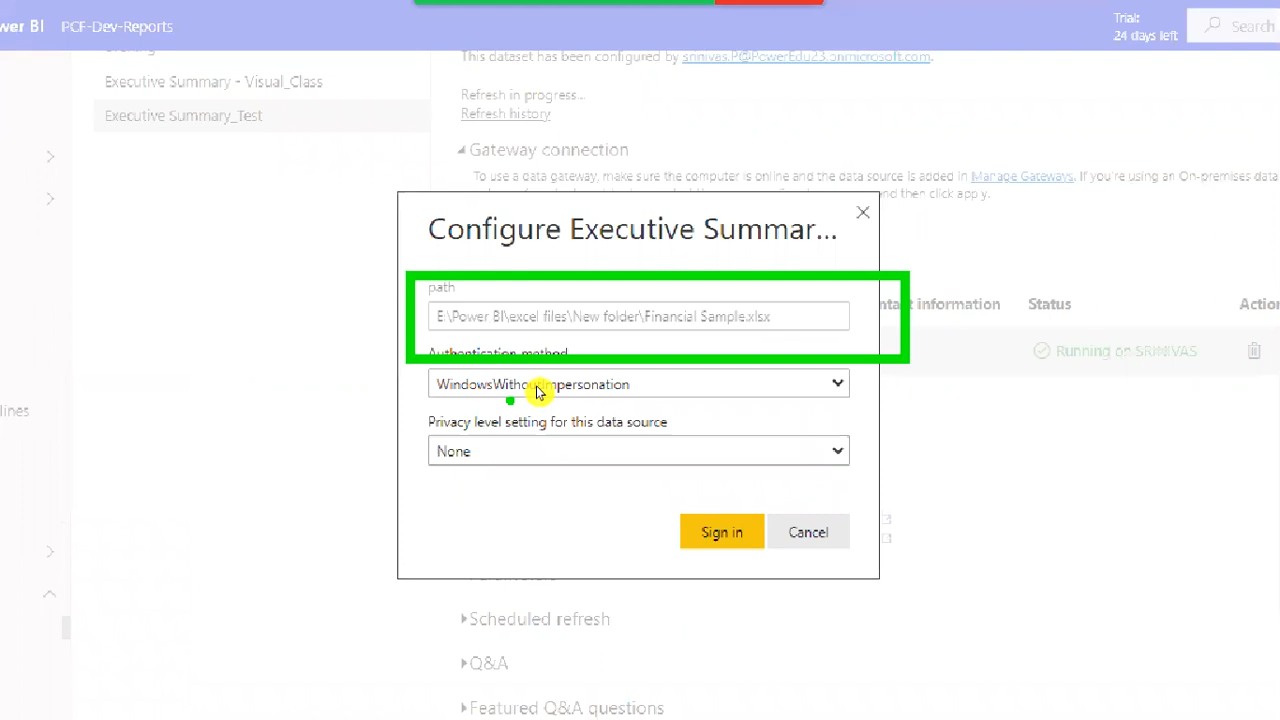 wer BI PCF-Dev-Reports
Trial:
24 days left
Search
This dataset has been configured by srinivas.P@PowerEdu23.onmicrosoft.com.
Executive Summary - Visual_Class
Refresh in progress...
Executive Summary_Test
Refresh history
Gateway connection
To use a data gateway, make sure the computer is online and the data source is added in Manage Gateways. If you're using an On-premises data
nd then click apply.
Configure Executive Summar...
path
E:\Power BI\excel files\New folder\Financial Sample.xlsx
ntact information Status Action
Authentication method
Running on SRINIVAS
WindowsWithoutImpersonation
lines
Privacy level setting for this data source
None
Sign in Cancel
Parameters
Scheduled refresh
Q&A
Featured Q&A questions